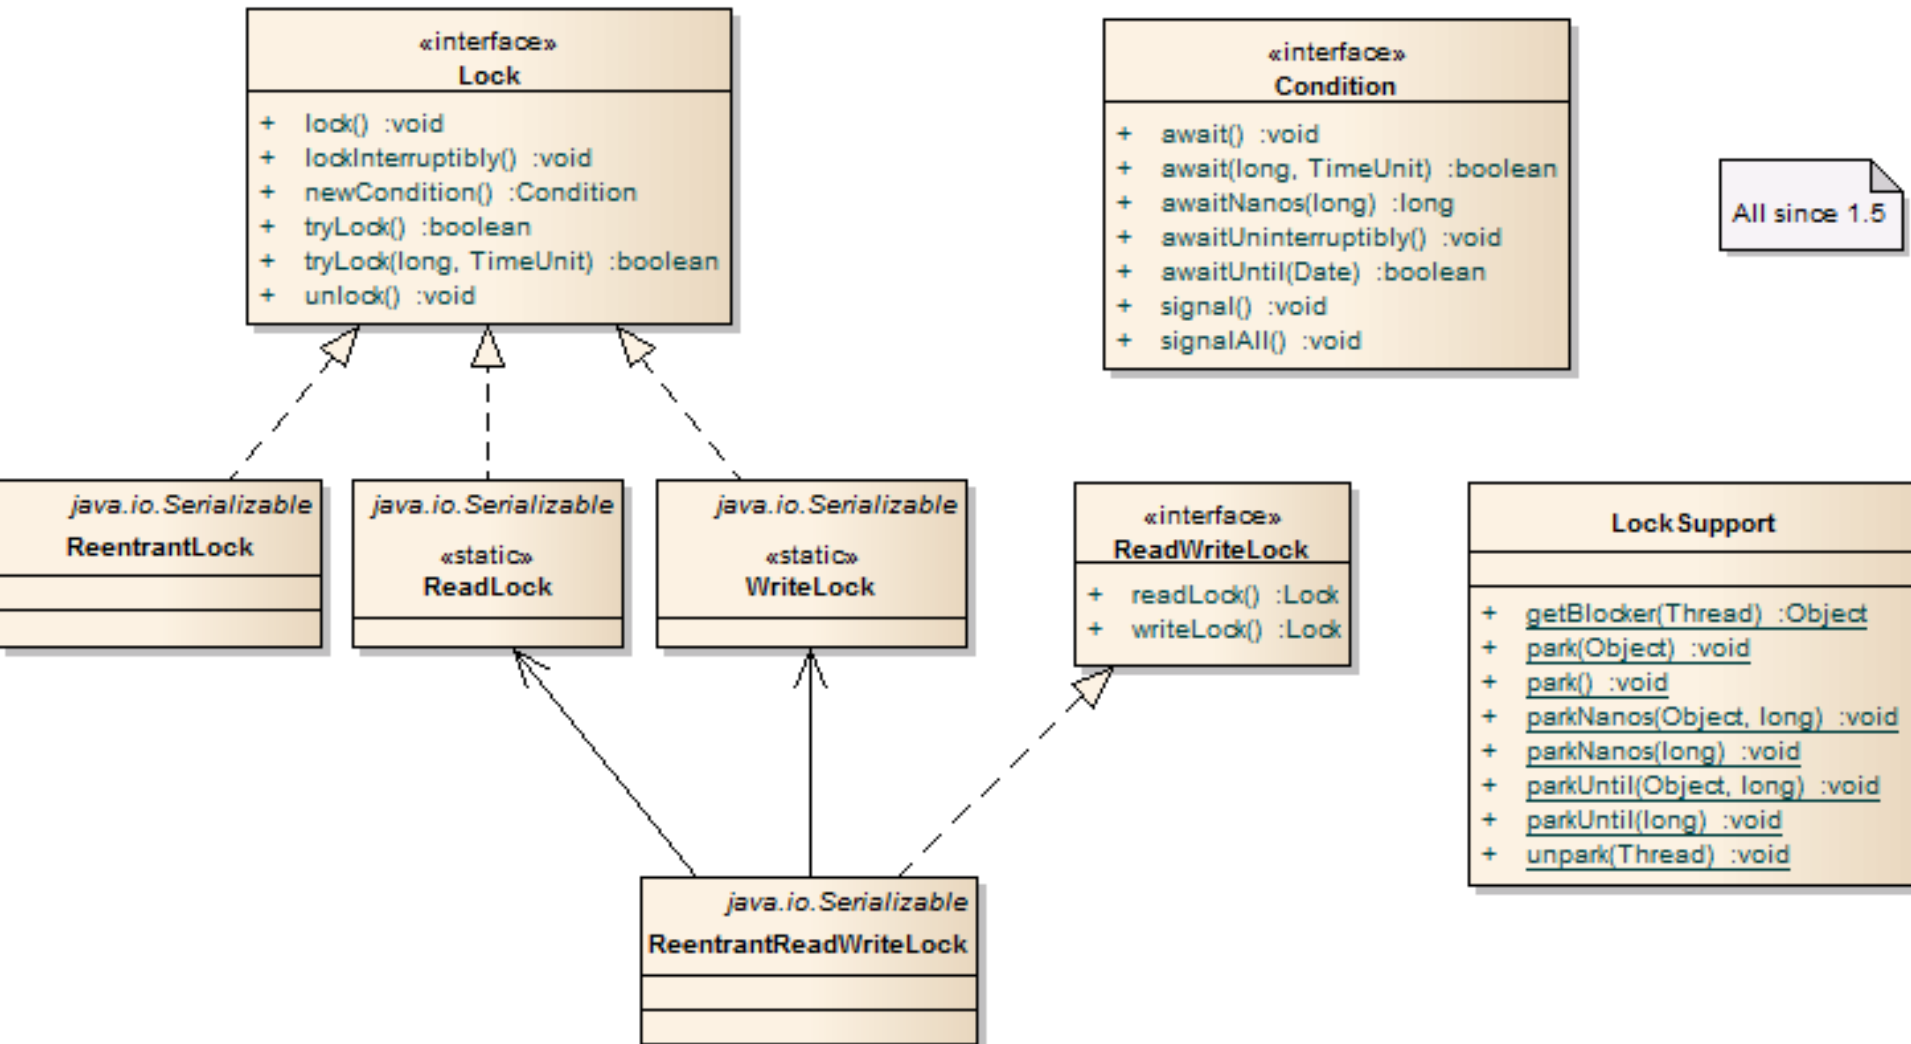 «interface»
Lock
+ lock() :void
+ lockInterruptibly() :void
+ newCondition() :Condition
+ tryLock() :boolean
+ tryLock(long, TimeUnit) :boolean
+ unlock() :void
«interface»
Condition
+ await() :void
+ await(long, TimeUnit) :boolean
+ awaitNanos(long) :long
+ awaitUninterruptibly() :void
+ awaitUntil(Date) :boolean
+ signal() :void
+ signalAll() :void
All since 1.5
java.io.Serializable
ReentrantLock
java.io.Serializable
«static»
ReadLock
java.io.Serializable
«static»
WriteLock
«interface»
ReadWriteLock
+ readLock() :Lock
+ writeLock() :Lock
LockSupport
+ getBlocker(Thread) :Object
+ park(Object) :void
+ park() :void
+ parkNanos(Object, long) :void
+ parkNanos(long) :void
+ parkUntil(Object, long) :void
+ parkUntil(long) :void
+ unpark(Thread) :void
java.io.Serializable
ReentrantReadWriteLock